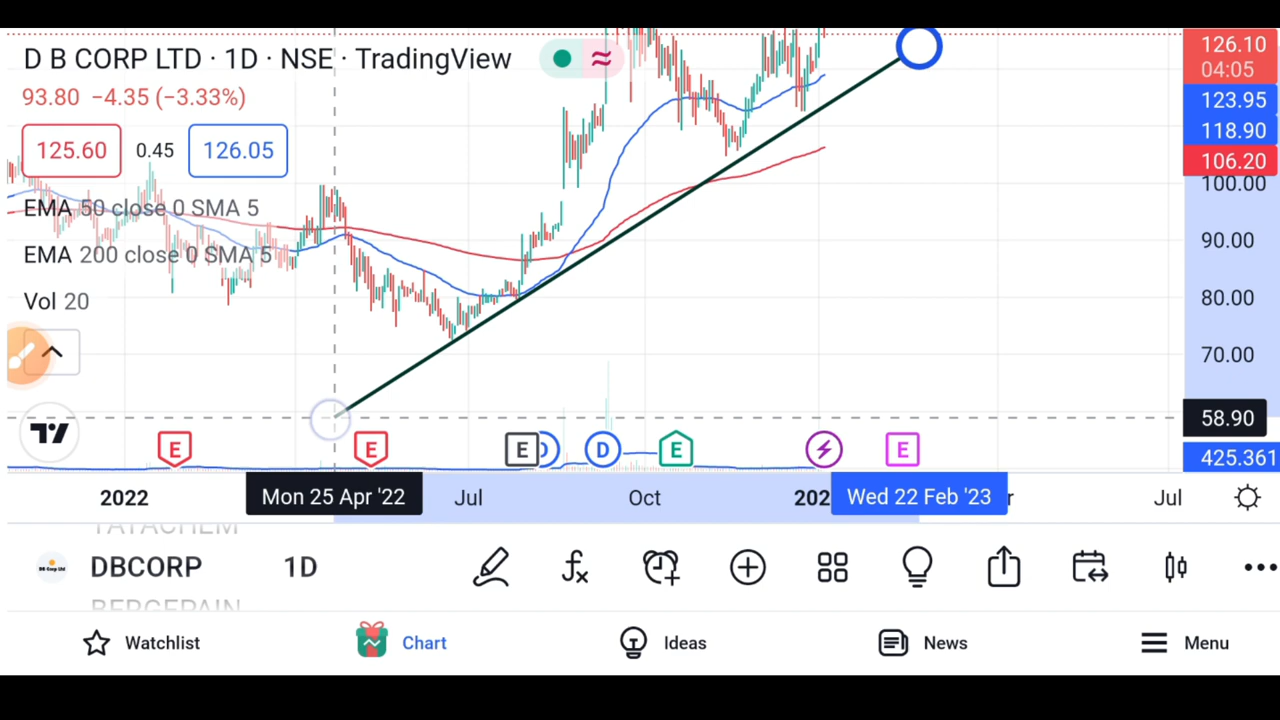 D B CORP LTD · 1D · NSE · TradingView
93.80 −4.35 (−3.33%)
125.60 0.45 126.05
EMA 50 close 0 SMA 5
EMA 200 close 0 SMA 5
Vol 20
126.10
04:05
123.95
118.90
106.20
100.00
90.00
80.00
70.00
58.90
425.361
E E E D D E E
2022 Mon 25 Apr '22 Jul Oct 202 Wed 22 Feb '23 r Jul
TATACHEM
DBCORP 1D
BERGEPAIN
Watchlist Chart Ideas News Menu